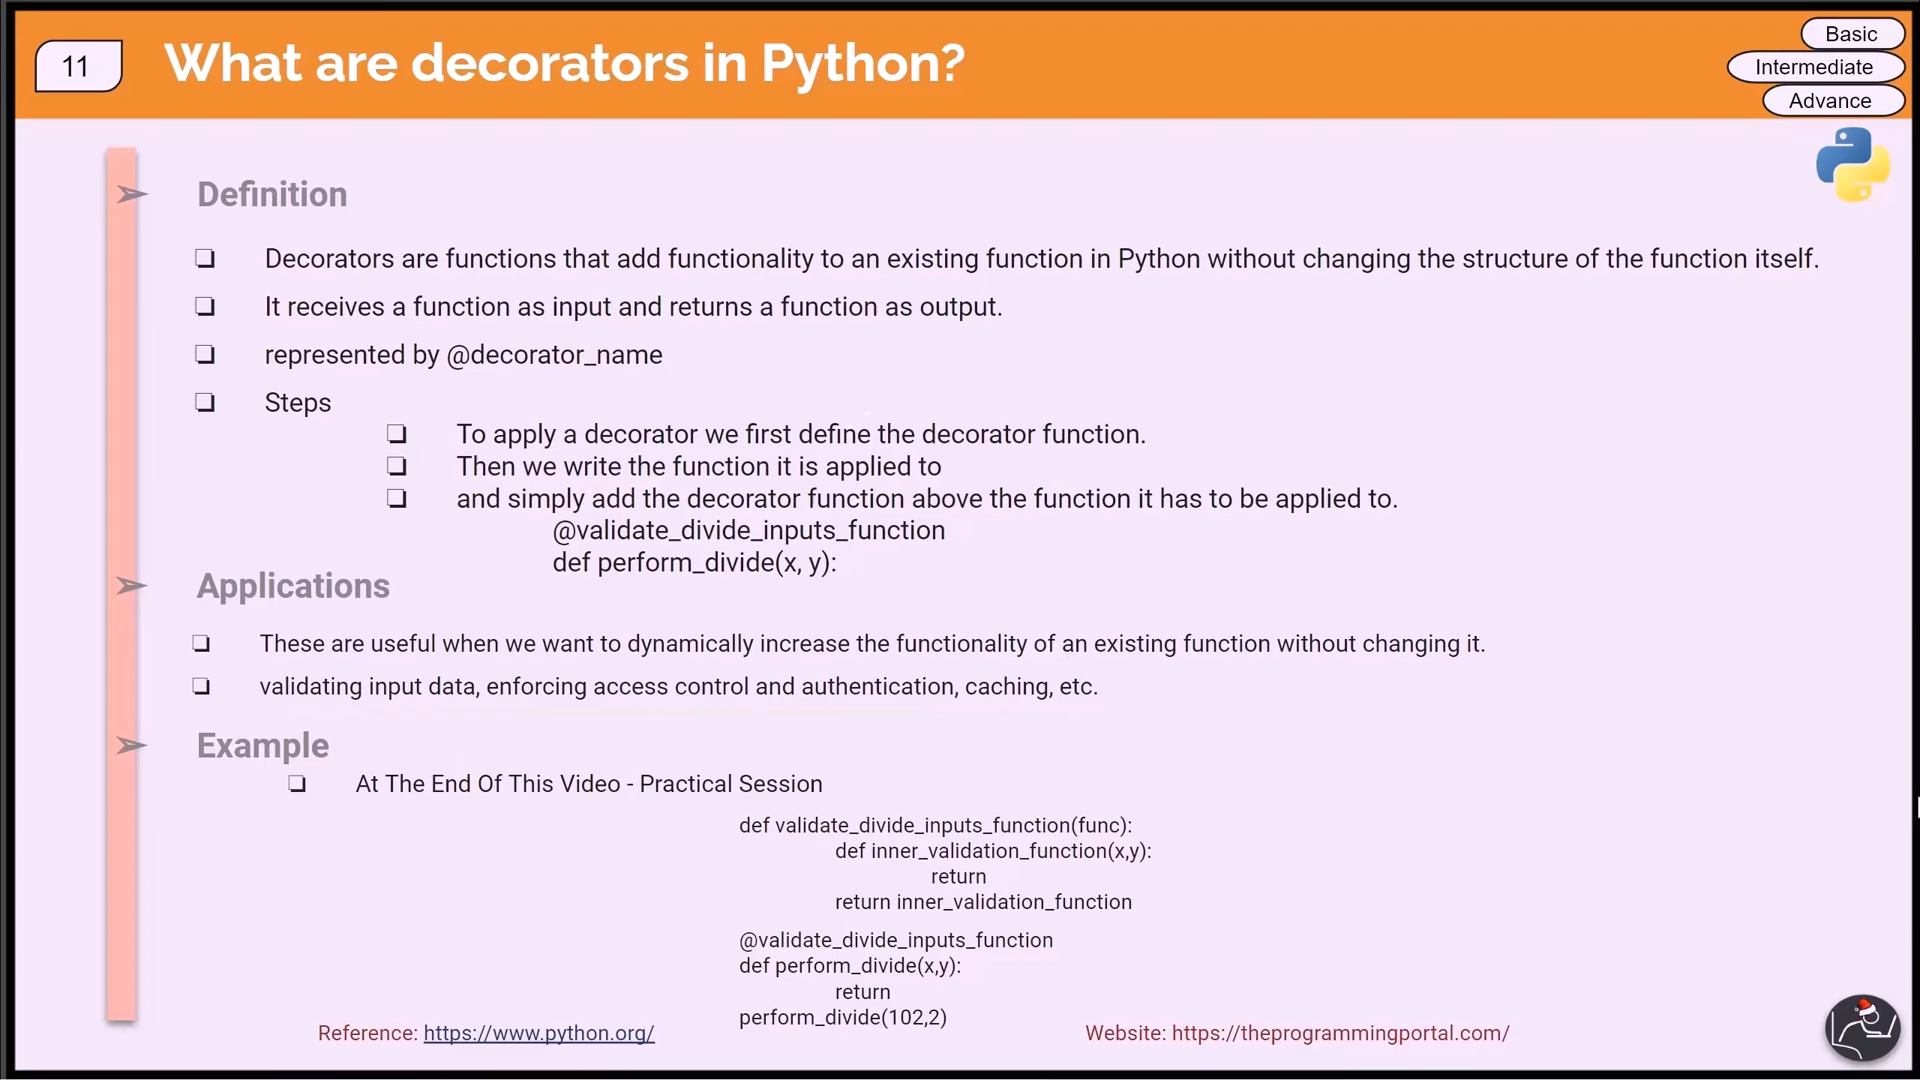 11
What are decorators in Python?
Basic
Intermediate
Advance
➢ Definition
❏ Decorators are functions that add functionality to an existing function in Python without changing the structure of the function itself.
❏ It receives a function as input and returns a function as output.
❏ represented by @decorator_name
❏ Steps
❏ To apply a decorator we first define the decorator function.
❏ Then we write the function it is applied to
❏ and simply add the decorator function above the function it has to be applied to.
@validate_divide_inputs_function
def perform_divide(x, y):
➢ Applications
❏ These are useful when we want to dynamically increase the functionality of an existing function without changing it.
❏ validating input data, enforcing access control and authentication, caching, etc.
➢ Example
❏ At The End Of This Video - Practical Session
def validate_divide_inputs_function(func):
def inner_validation_function(x,y):
return
return inner_validation_function
@validate_divide_inputs_function
def perform_divide(x,y):
return
perform_divide(102,2)
Reference: https://www.python.org/
Website: https://theprogrammingportal.com/